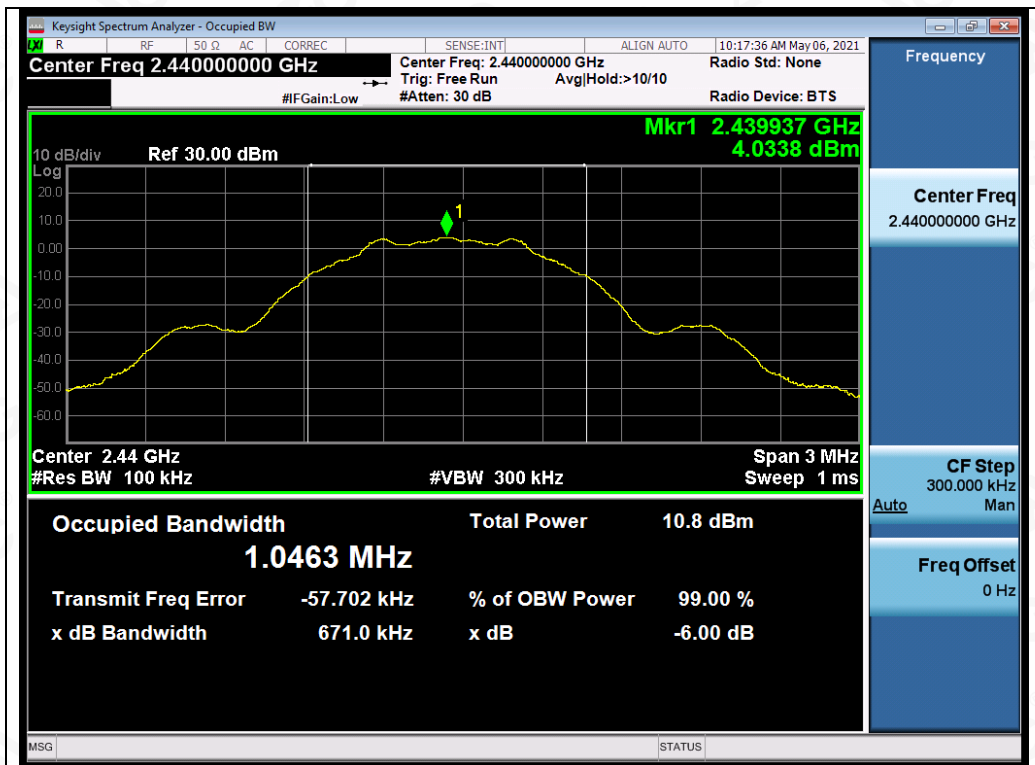 Keysight Spectrum Analyzer - Occupied BW
LXI R RF 50 Ω AC CORREC SENSE:INT ALIGN AUTO 10:17:36 AM May 06, 2021
Center Freq 2.440000000 GHz
Center Freq: 2.440000000 GHz Radio Std: None
Trig: Free Run Avg|Hold:>10/10
#IFGain:Low #Atten: 30 dB Radio Device: BTS
Mkr1 2.439937 GHz
4.0338 dBm
10 dB/div Ref 30.00 dBm
Log
20.0
1
10.0
0.00
-10.0
-20.0
-30.0
-40.0
-50.0
-60.0
Center 2.44 GHz Span 3 MHz
#Res BW 100 kHz #VBW 300 kHz Sweep 1 ms
Occupied Bandwidth Total Power 10.8 dBm
1.0463 MHz
Transmit Freq Error -57.702 kHz % of OBW Power 99.00 %
x dB Bandwidth 671.0 kHz x dB -6.00 dB
MSG STATUS
Frequency
Center Freq
2.440000000 GHz
CF Step
300.000 kHz
Auto Man
Freq Offset
0 Hz